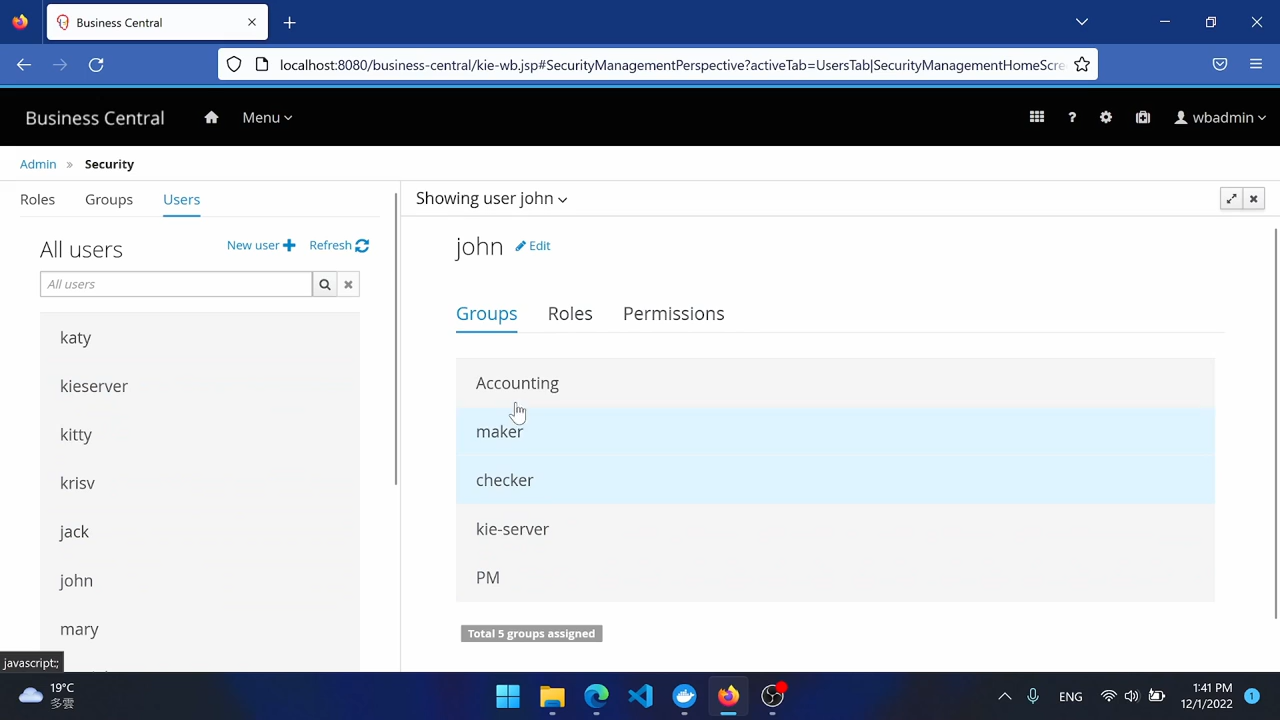 Business Central
localhost:8080/business-central/kie-wb.jsp#SecurityManagementPerspective?activeTab=UsersTab|SecurityManagementHomeScre
Business Central
Menu
?
wbadmin
Admin » Security
Roles Groups Users
Showing user john
All users
New user
Refresh
All users
john
Edit
Groups Roles Permissions
katy
kieserver
kitty
krisv
jack
john
mary
Accounting
maker
checker
kie-server
PM
Total 5 groups assigned
javascript:;
19°C
多雲
ENG
1:41 PM
12/1/2022
1